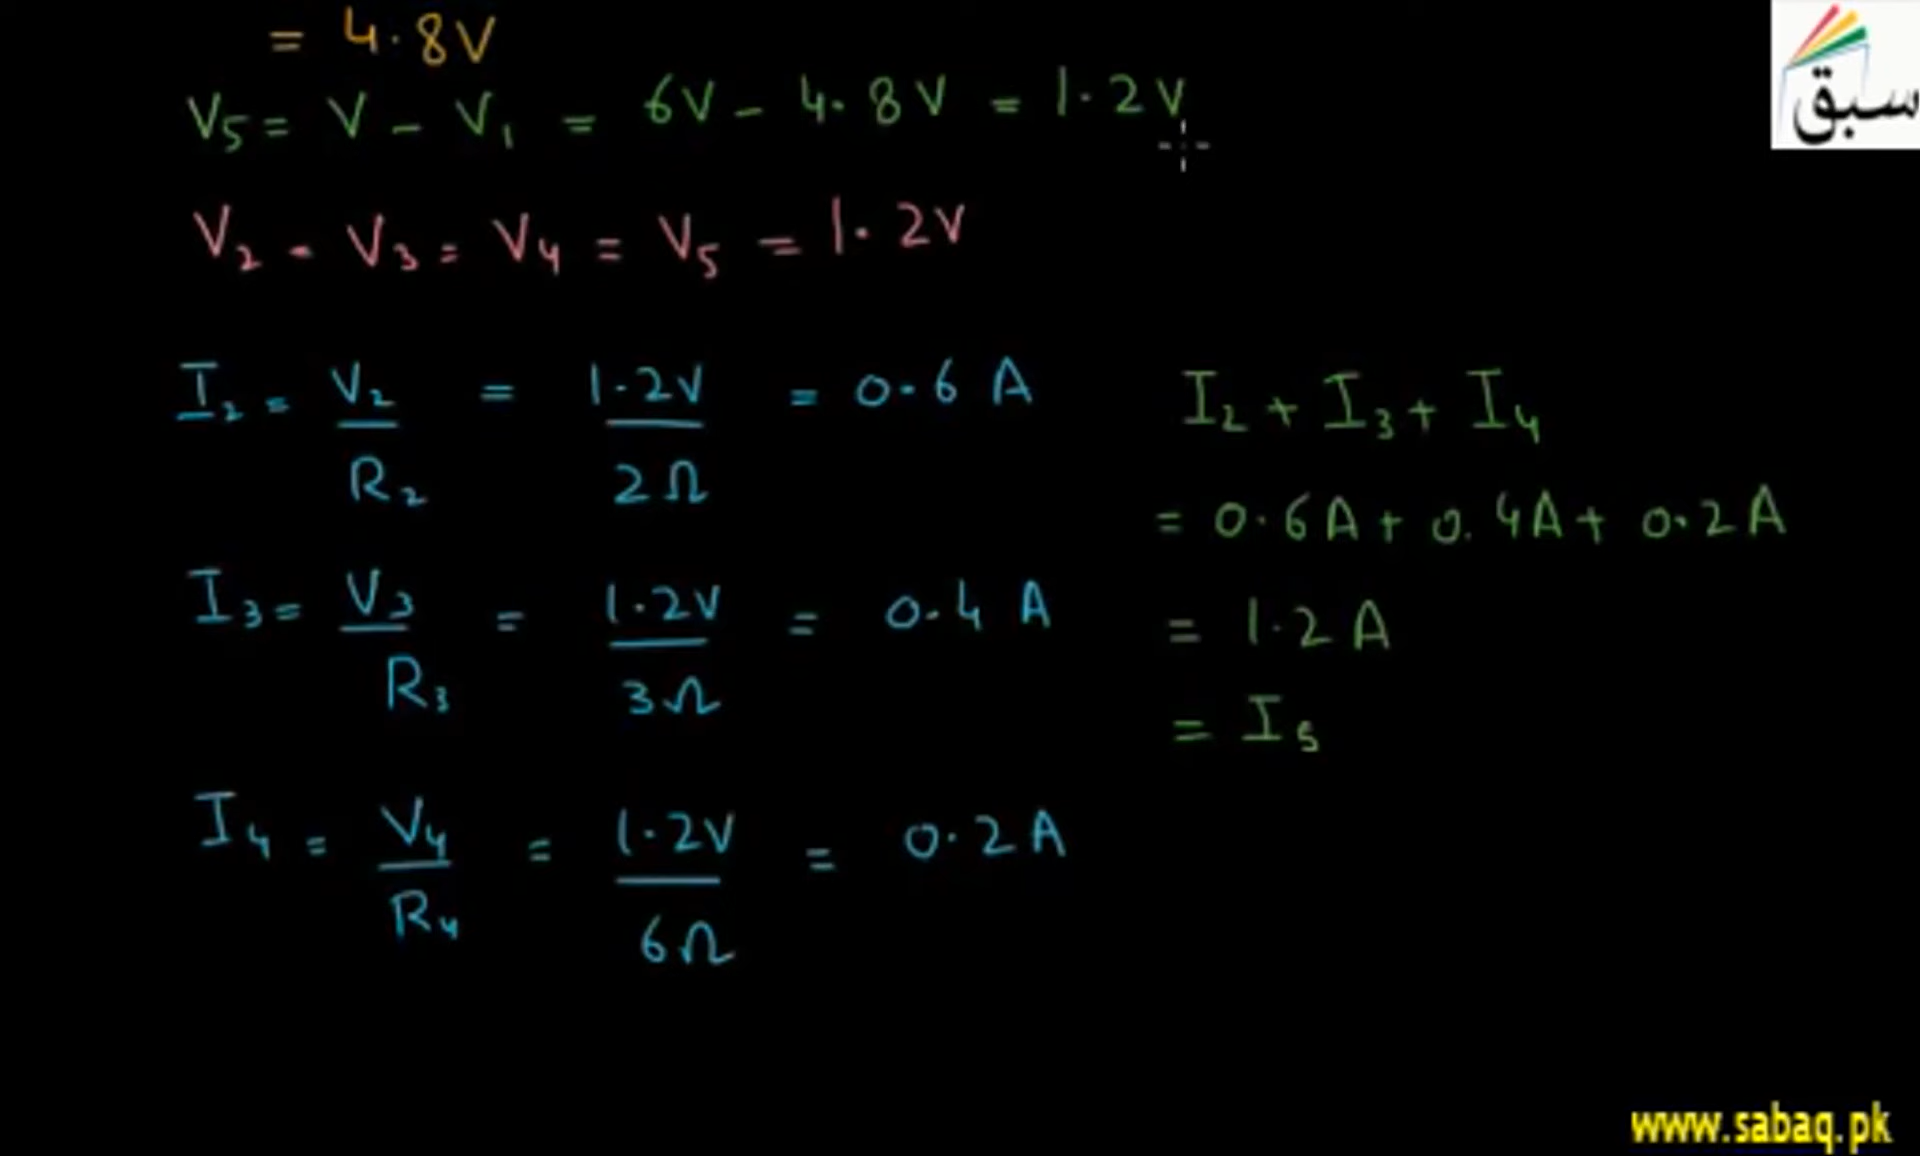 = 4.8V
سبق
V₅ = V - V₁ = 6V - 4.8V = 1.2V
V₂ - V₃ = V₄ = V₅ = 1.2V
I₂ = V₂/R₂ = 1.2V/2Ω = 0.6 A
I₂ + I₃ + I₄
= 0.6A + 0.4A + 0.2A
I₃ = V₃/R₃ = 1.2V/3Ω = 0.4 A
= 1.2 A
= I₅
I₄ = V₄/R₄ = 1.2V/6Ω = 0.2A
www.sabaq.pk